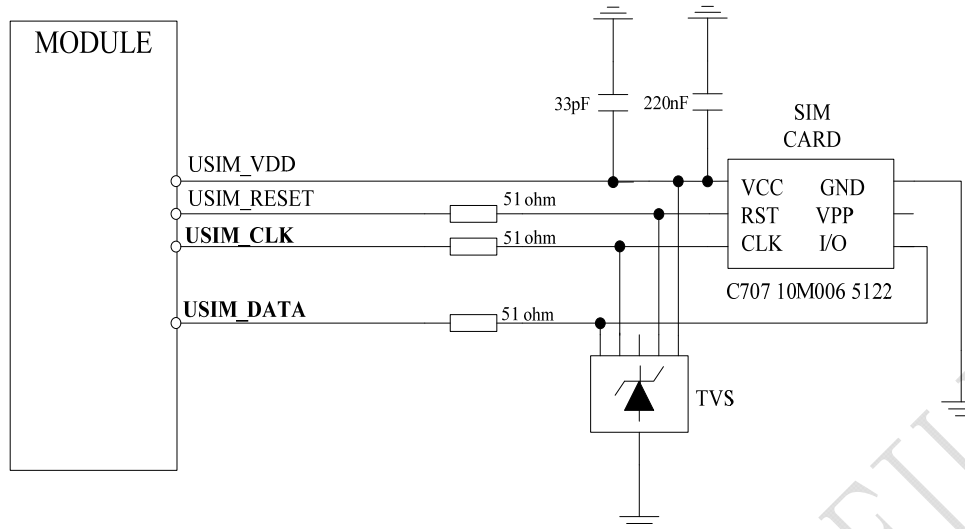 MODULE
33pF
220nF
SIM
CARD
USIM_VDD
USIM_RESET
51 ohm
USIM_CLK
51 ohm
USIM_DATA
51 ohm
VCC GND
RST VPP
CLK I/O
C707 10M006 5122
TVS